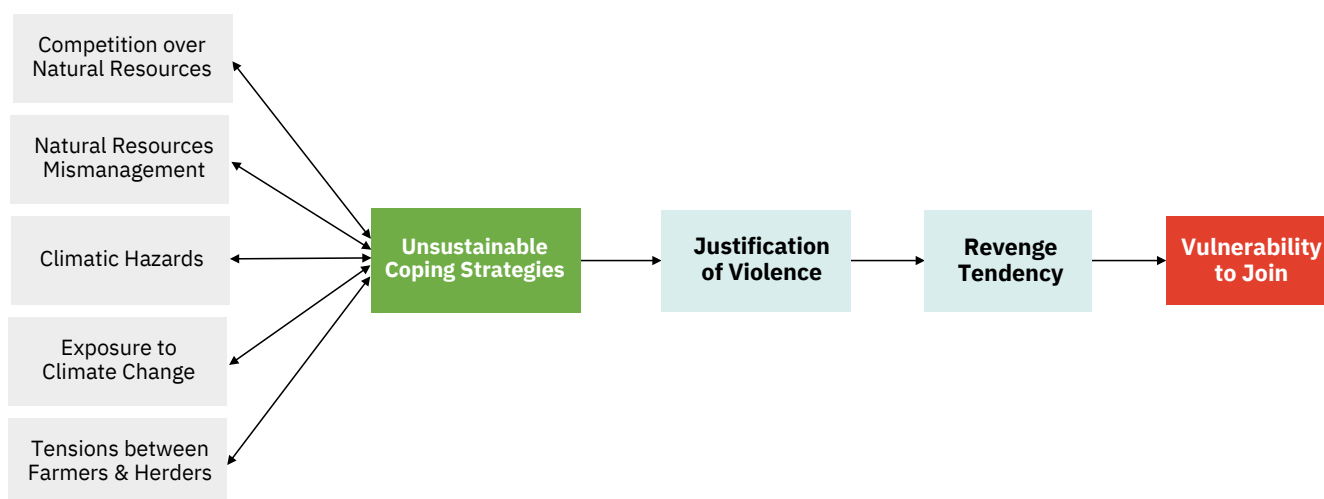 Competition over
Natural Resources
Natural Resources
Mismanagement
Climatic Hazards
Exposure to
Climate Change
Tensions between
Farmers & Herders
Unsustainable
Coping Strategies
Justification
of Violence
Revenge
Tendency
Vulnerability
to Join